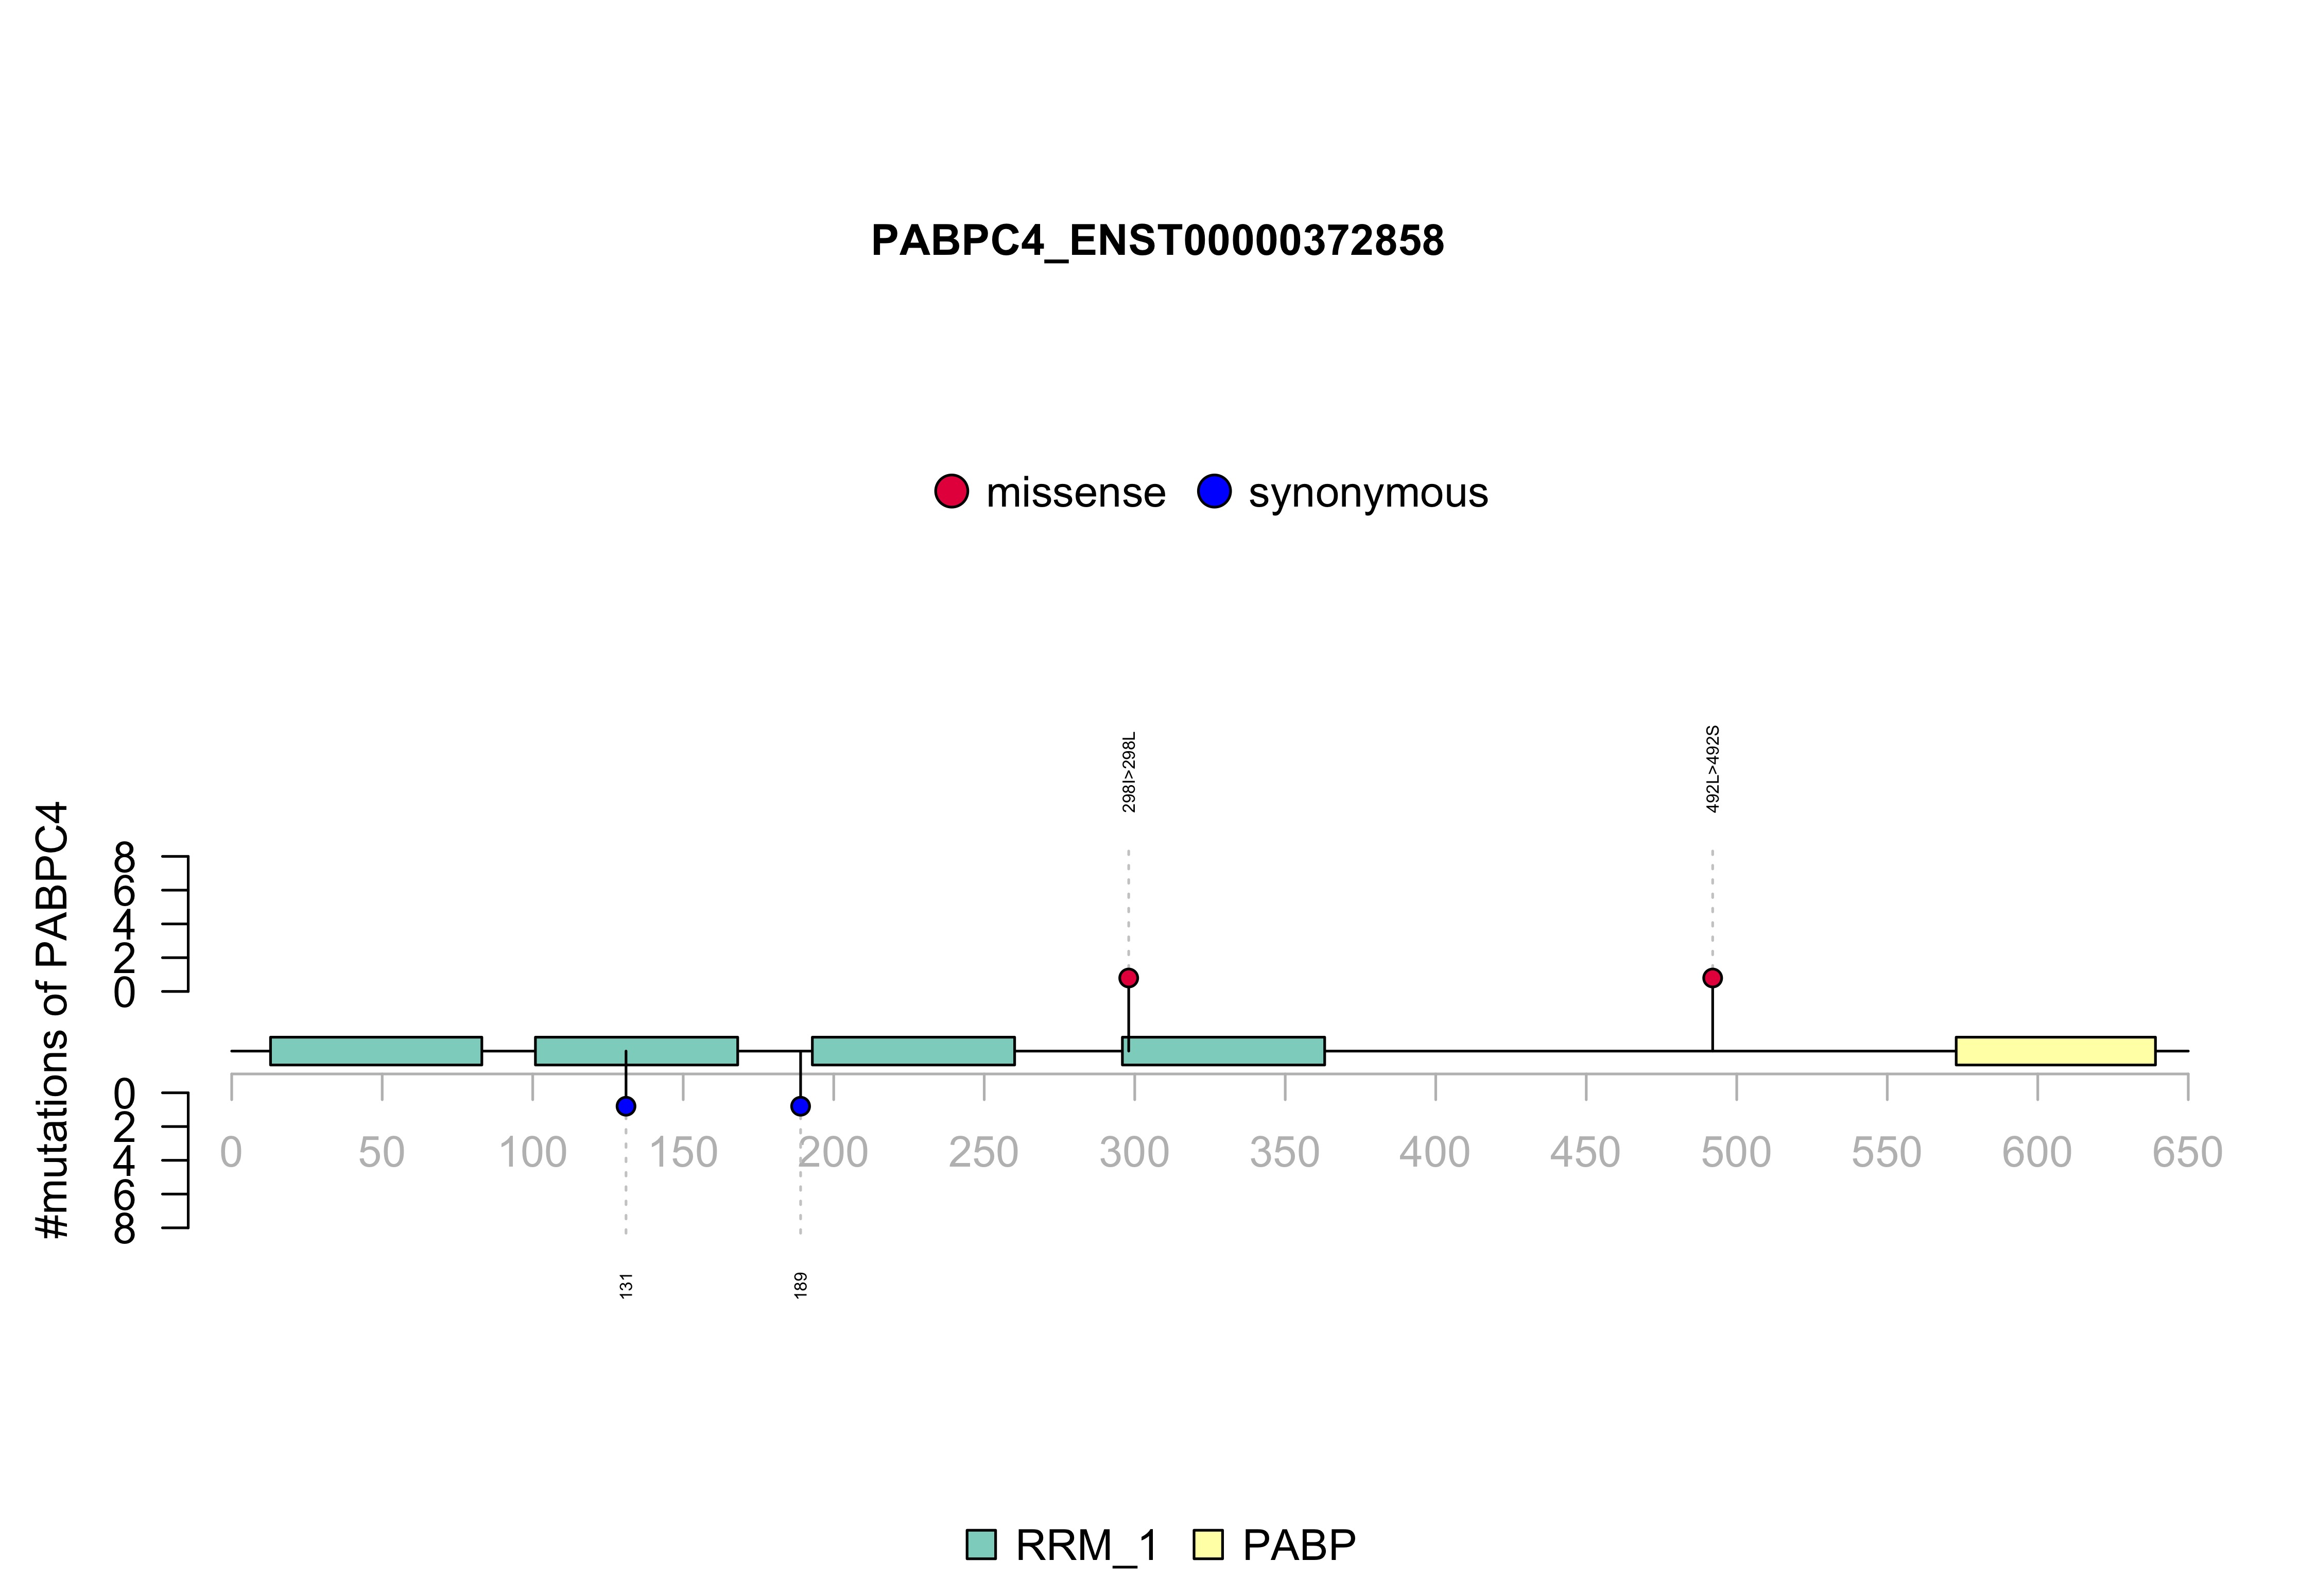 PABPC4_ENST00000372858
missense synonymous
298I>298L 492L>492S
#mutations of PABPC4
8
6
4
2
0
0
2
4
6
8
0 50 100 150 200 250 300 350 400 450 500 550 600 650
131 189
RRM_1 PABP